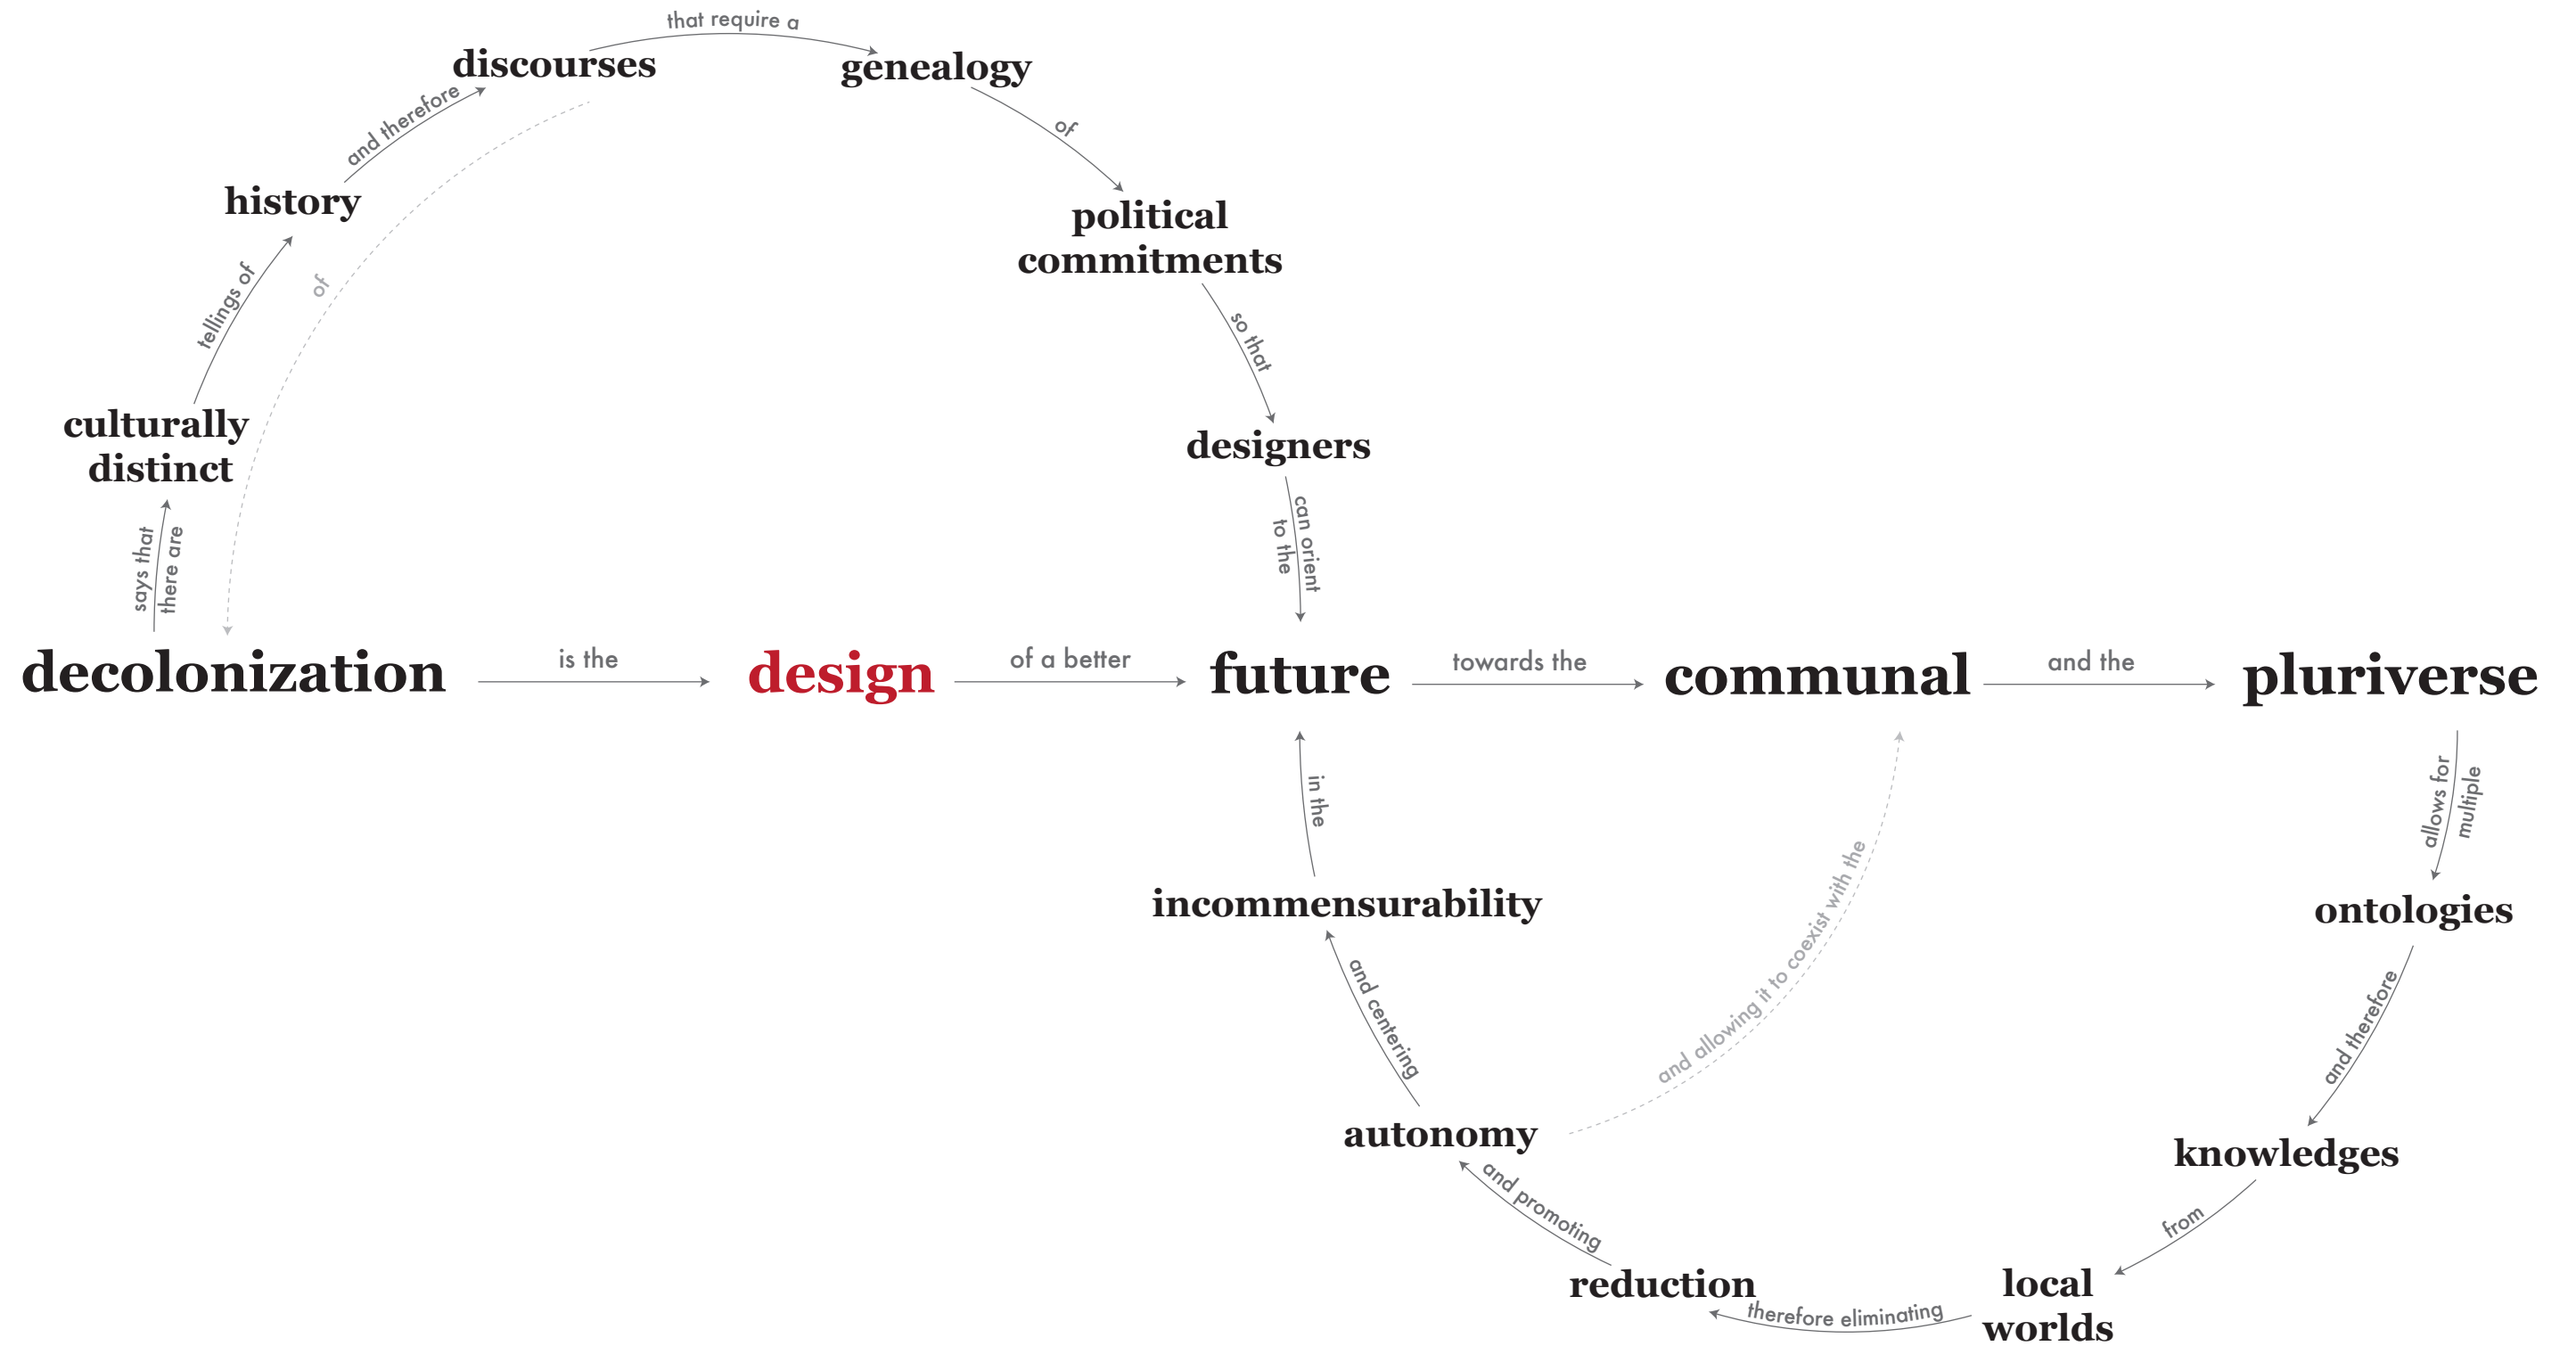 that require a
discourses
genealogy
and therefore
of
history
political
commitments
tellings of
of
so that
culturally
distinct
designers
says that
there are
can orient
to the
decolonization
is the
design
of a better
future
towards the
communal
and the
pluriverse
in the
allows for
multiple
incommensurability
ontologies
and centering
and allowing it to coexist with the
and therefore
autonomy
knowledges
and promoting
from
reduction
therefore eliminating
local
worlds